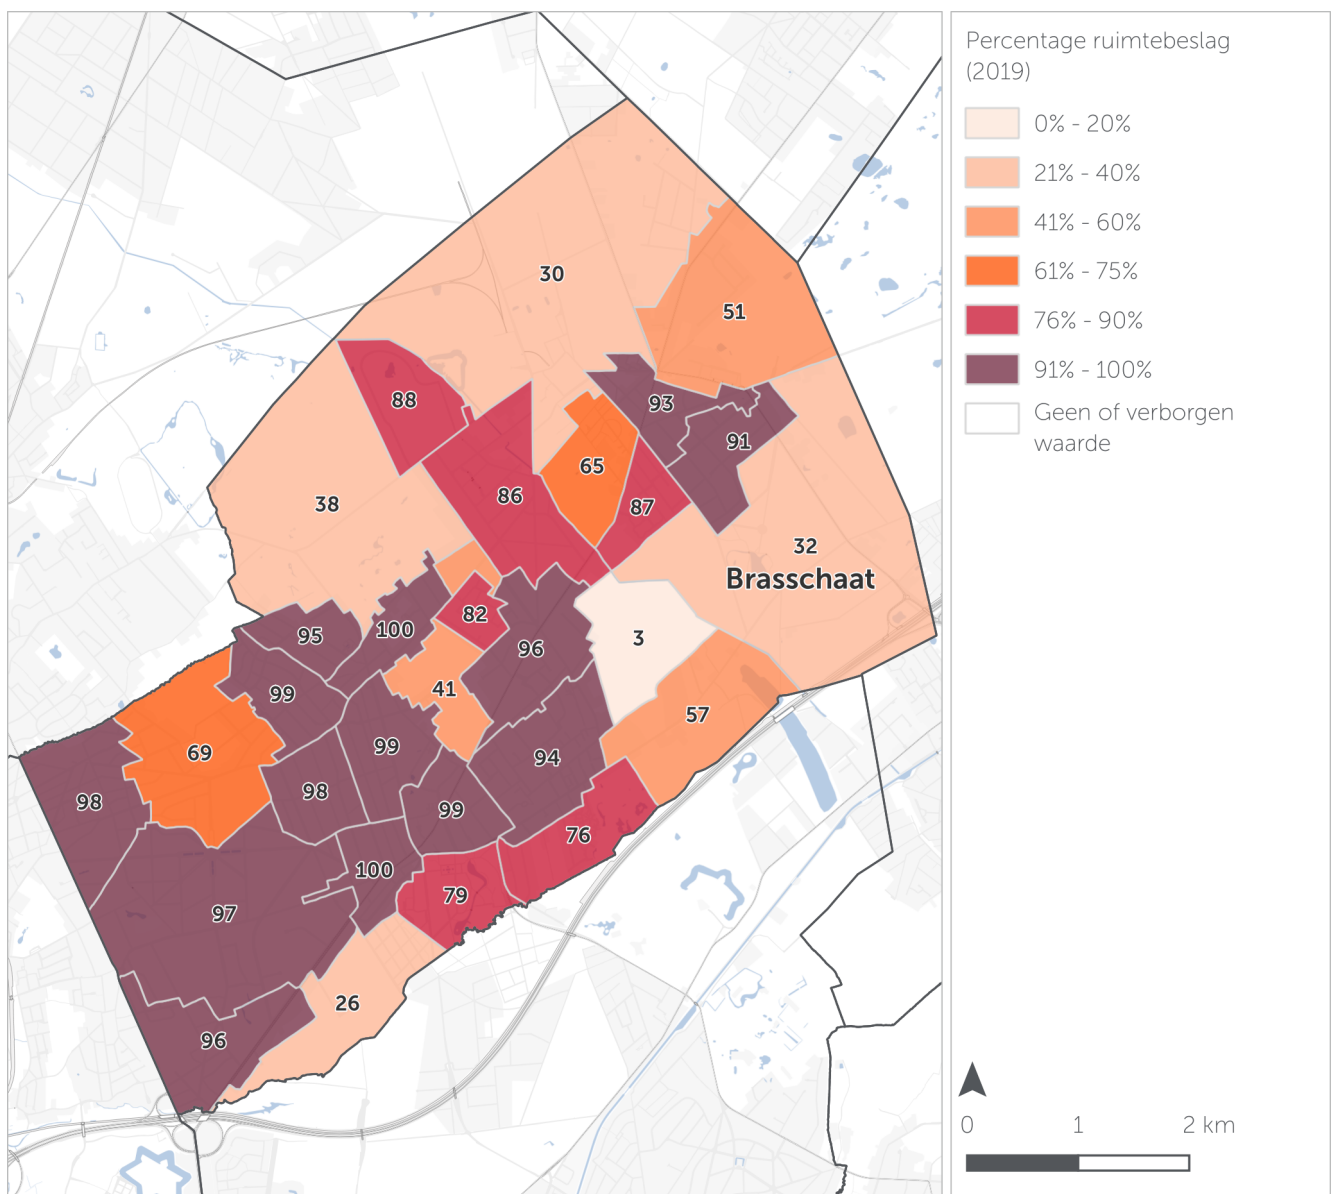 Percentage ruimtebeslag
(2019)
0% - 20%
21% - 40%
41% - 60%
61% - 75%
76% - 90%
91% - 100%
Geen of verborgen
waarde
30
51
88
93
91
65
38
86
87
32
Brasschaat
82
100
95
3
96
41
99
57
99
69
94
98
98
99
76
100
79
97
26
96
0 1 2 km